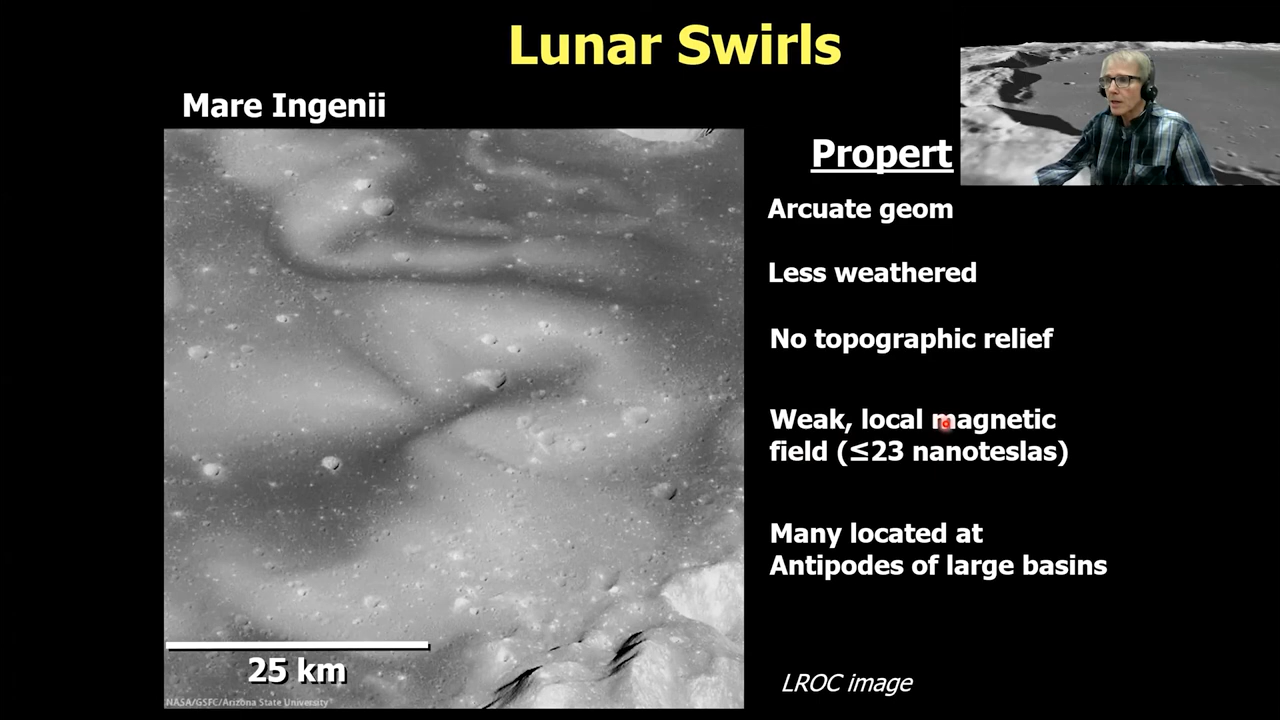 Lunar Swirls
Mare Ingenii
Propert
Arcuate geom
Less weathered
No topographic relief
Weak, local magnetic
field (≤23 nanoteslas)
Many located at
Antipodes of large basins
25 km
LROC image
NASA/GSFC/Arizona State University